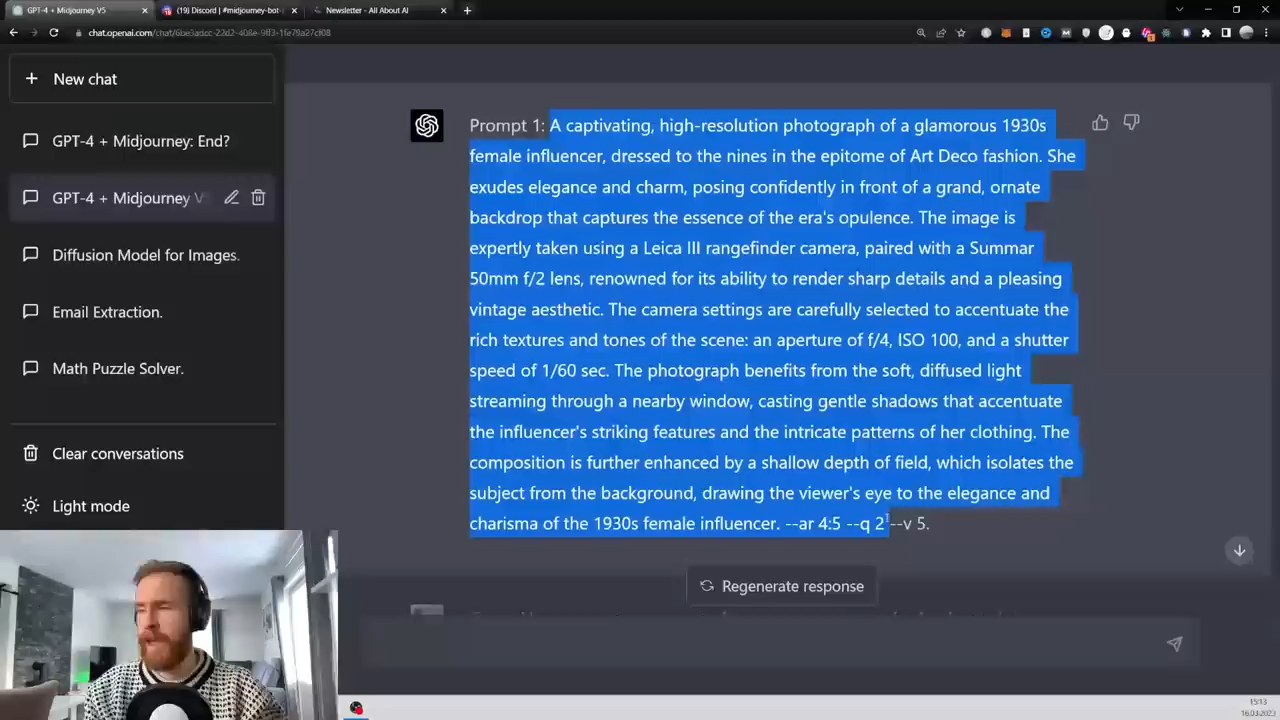 GPT-4 + Midjourney V5
(19) Discord | #midjourney-bot-
Newsletter - All About AI
New chat
GPT-4 + Midjourney: End?
GPT-4 + Midjourney V5
Diffusion Model for Images.
Email Extraction.
Math Puzzle Solver.
Clear conversations
Light mode
Prompt 1: A captivating, high-resolution photograph of a glamorous 1930s
female influencer, dressed to the nines in the epitome of Art Deco fashion. She
exudes elegance and charm, posing confidently in front of a grand, ornate
backdrop that captures the essence of the era's opulence. The image is
expertly taken using a Leica III rangefinder camera, paired with a Summar
50mm f/2 lens, renowned for its ability to render sharp details and a pleasing
vintage aesthetic. The camera settings are carefully selected to accentuate the
rich textures and tones of the scene: an aperture of f/4, ISO 100, and a shutter
speed of 1/60 sec. The photograph benefits from the soft, diffused light
streaming through a nearby window, casting gentle shadows that accentuate
the influencer's striking features and the intricate patterns of her clothing. The
composition is further enhanced by a shallow depth of field, which isolates the
subject from the background, drawing the viewer's eye to the elegance and
charisma of the 1930s female influencer. --ar 4:5 --q 2 --v 5.
Regenerate response
15:13
16.03.2023